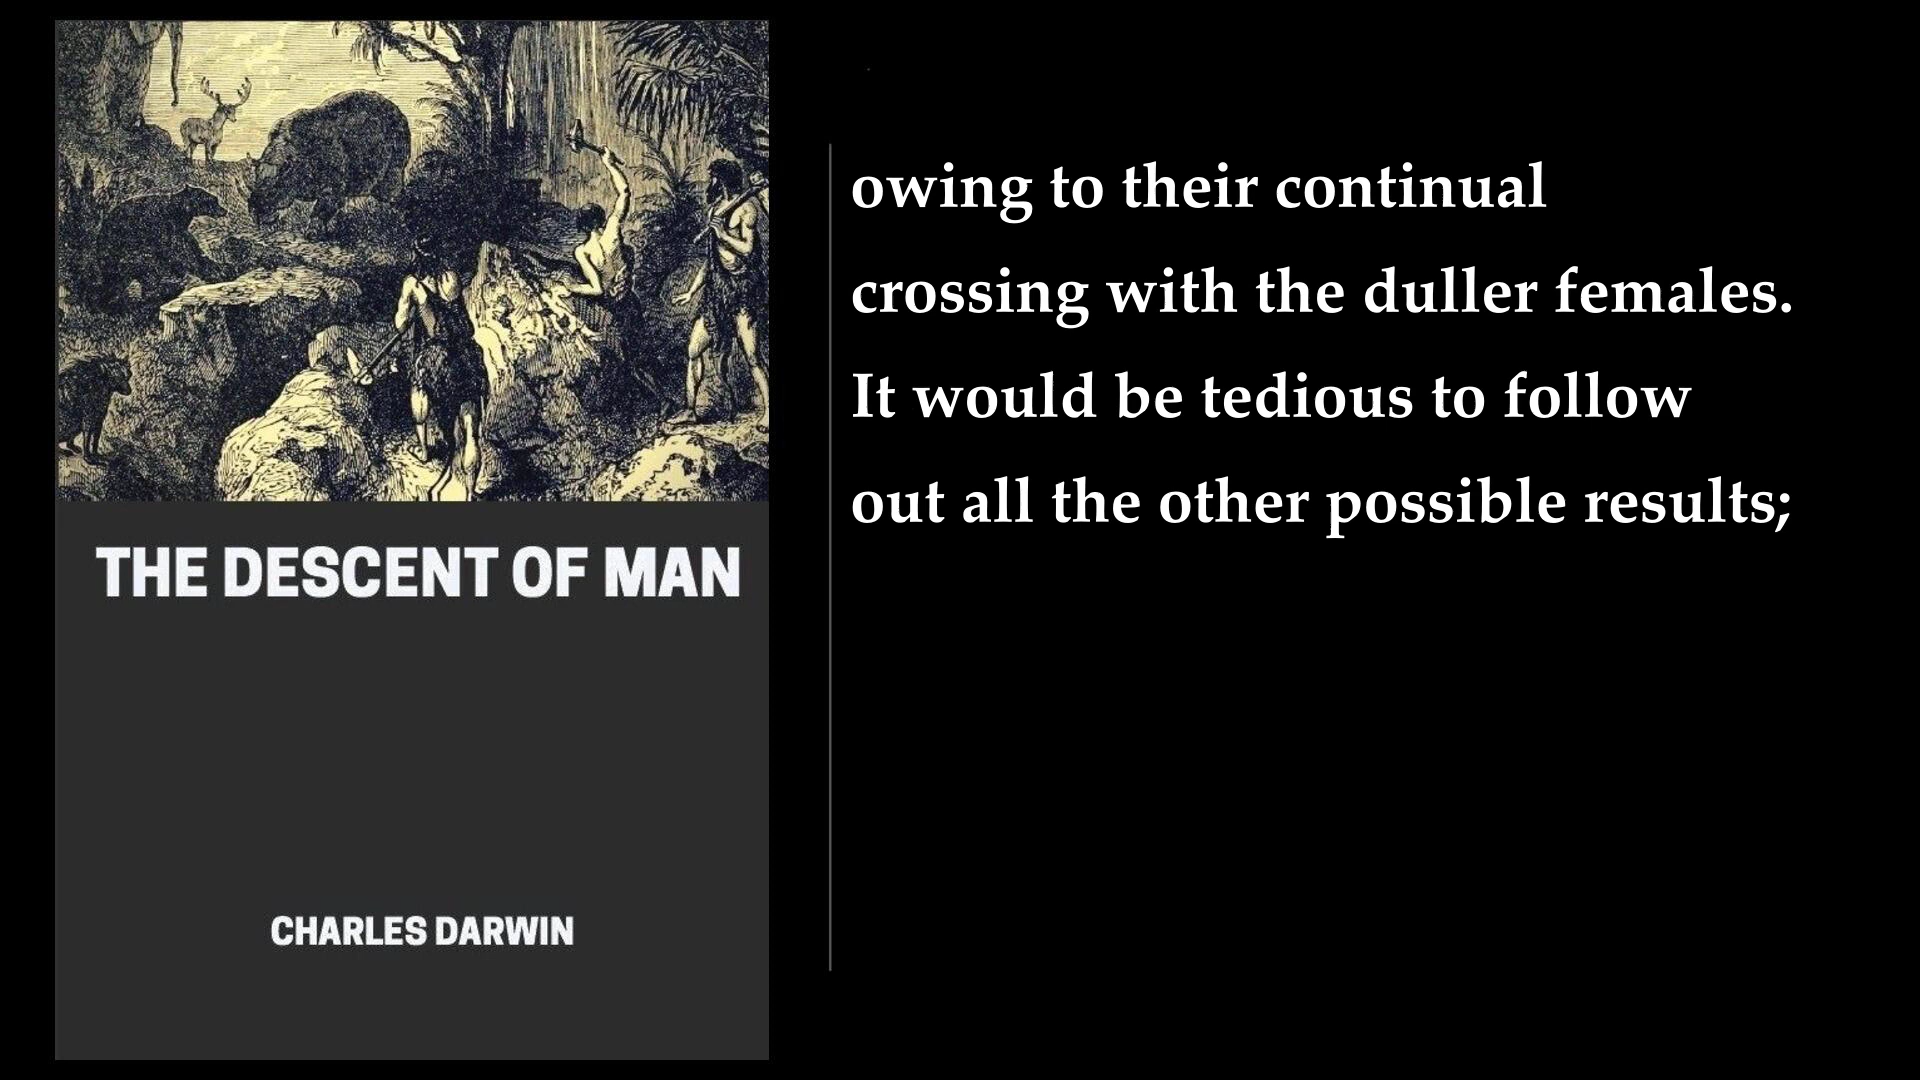 THE DESCENT OF MAN
CHARLES DARWIN
owing to their continual
crossing with the duller females.
It would be tedious to follow
out all the other possible results;